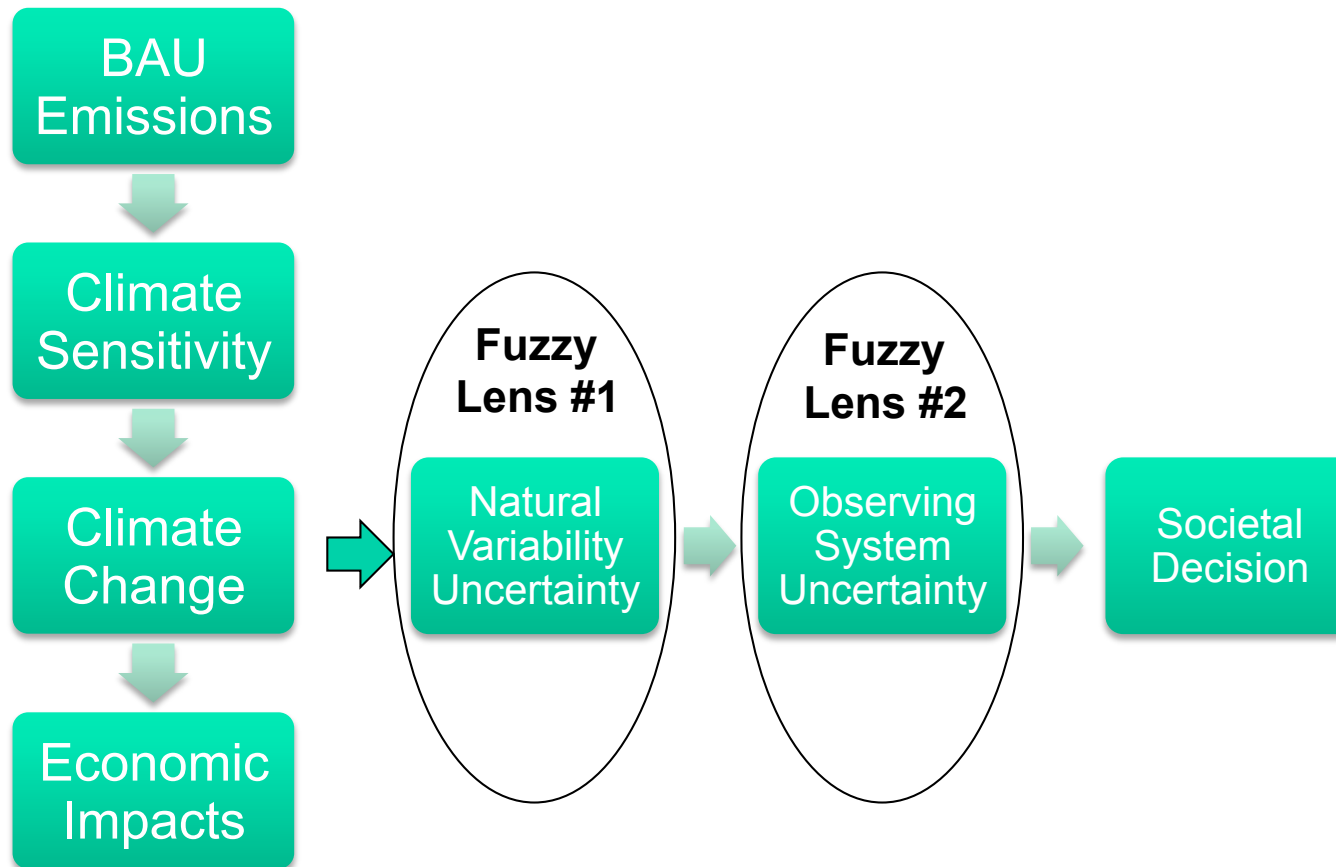 BAU
Emissions
Climate
Sensitivity
Climate
Change
Economic
Impacts
Fuzzy
Lens #1
Natural
Variability
Uncertainty
Fuzzy
Lens #2
Observing
System
Uncertainty
Societal
Decision